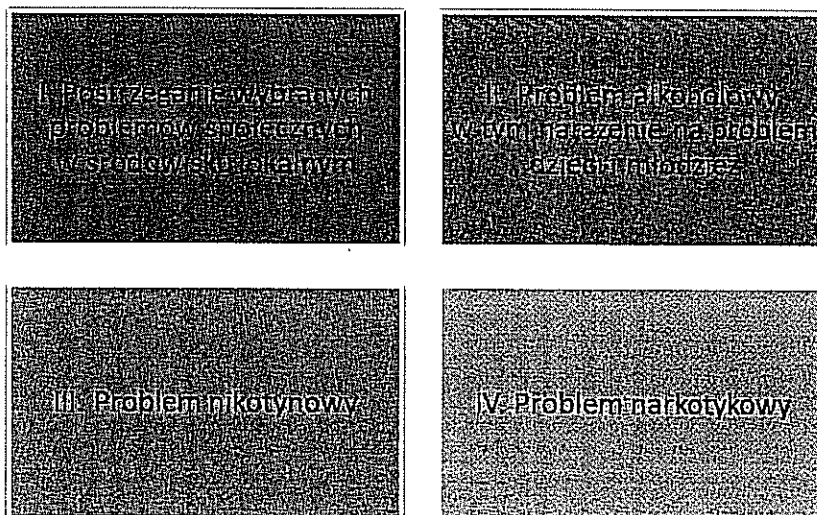 I. Postrzeganie wybranych
problemów społecznych
w środowisku lokalnym
II. Problem alkoholowy
w tym narażenie na problem
dzieci i młodzież
III. Problem nikotynowy
IV. Problem narkotykowy